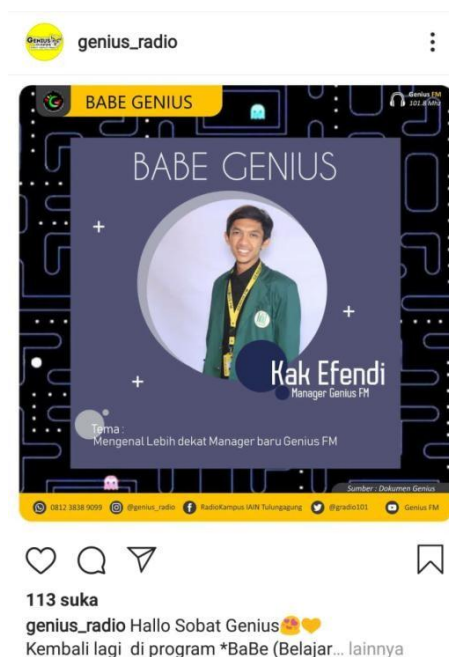 genius_radio
BABE GENIUS
Genius FM
101.8 Mhz
BABE GENIUS
Kak Efendi
Manager Genius FM
Tema :
Mengenal Lebih dekat Manager baru Genius FM
Sumber : Dokumen Genius
0812 3838 9099 @genius_radio RadioKampus IAIN Tulungagung @gradio101 Genius FM
113 suka
genius_radio Hallo Sobat Genius😍🧡
Kembali lagi di program *BaBe (Belajar... lainnya